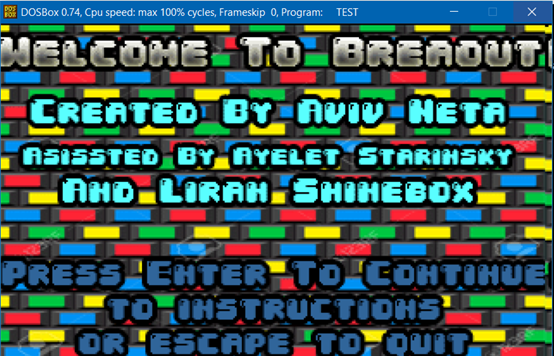 DOSBox 0.74, Cpu speed: max 100% cycles, Frameskip 0, Program: TEST
Welcome To Breaout
Created By Aviv Neta
Asissted By Ayelet Starinsky
And Liran Shinebox
Press Enter To Continue
to instructions
or escape to quit